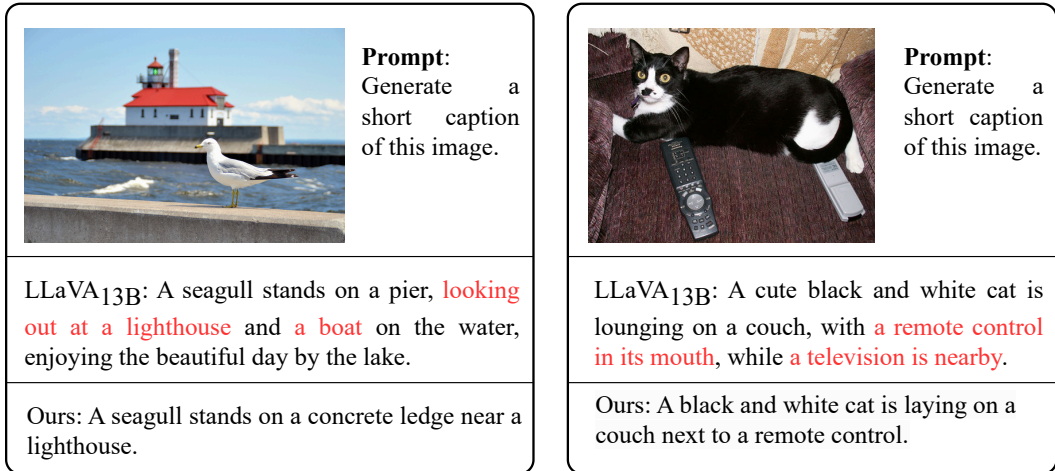 Prompt:
Generate a
short caption
of this image.
LLaVA13B: A seagull stands on a pier, looking
out at a lighthouse and a boat on the water,
enjoying the beautiful day by the lake.
Ours: A seagull stands on a concrete ledge near a
lighthouse.
Prompt:
Generate a
short caption
of this image.
LLaVA13B: A cute black and white cat is
lounging on a couch, with a remote control
in its mouth, while a television is nearby.
Ours: A black and white cat is laying on a
couch next to a remote control.